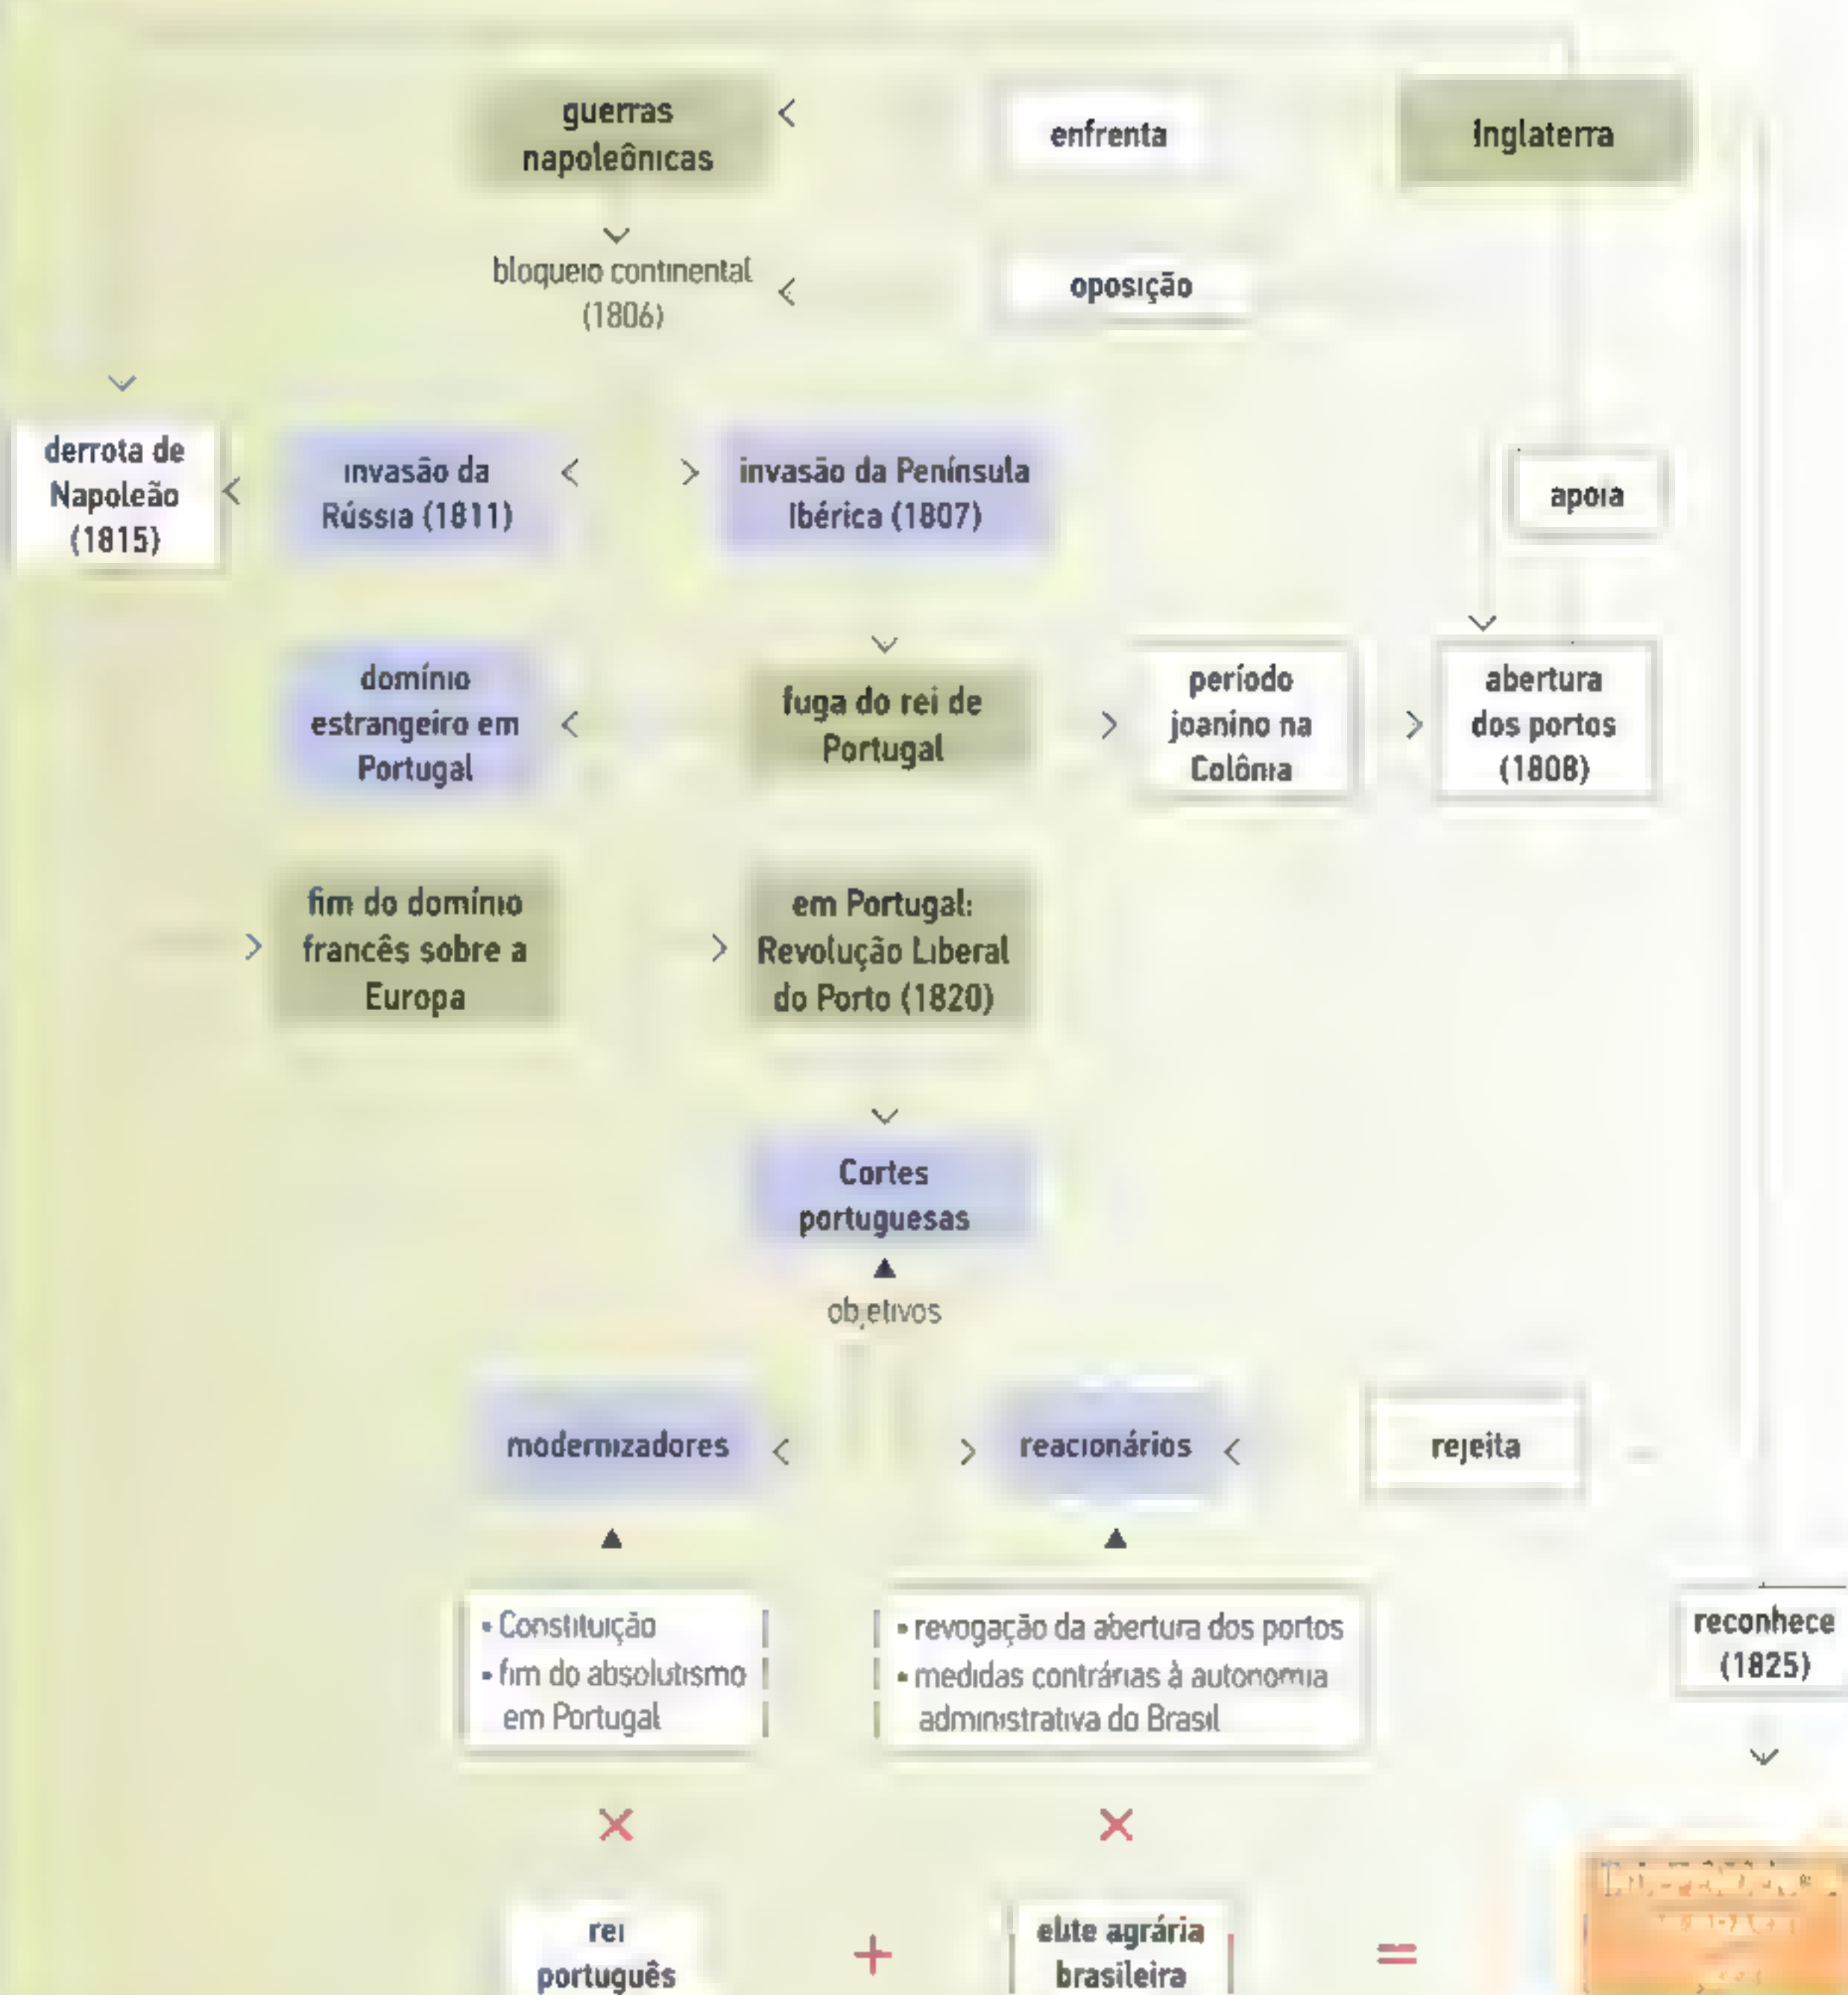 guerras
napoleônicas
enfrenta
Inglaterra
bloqueio continental
(1806)
oposição
derrota de
Napoleão
(1815)
invasão da
Rússia (1811)
invasão da Península
Ibérica (1807)
apoia
domínio
estrangeiro em
Portugal
fuga do rei de
Portugal
período
joanino na
Colônia
abertura
dos portos
(1808)
fim do domínio
francês sobre a
Europa
em Portugal:
Revolução Liberal
do Porto (1820)
Cortes
portuguesas
objetivos
modernizadores
reacionários
rejeita
• Constituição
• fim do absolutismo
em Portugal
• revogação da abertura dos portos
• medidas contrárias à autonomia
administrativa do Brasil
reconhece
(1825)
rei
português
+
elite agrária
brasileira
=